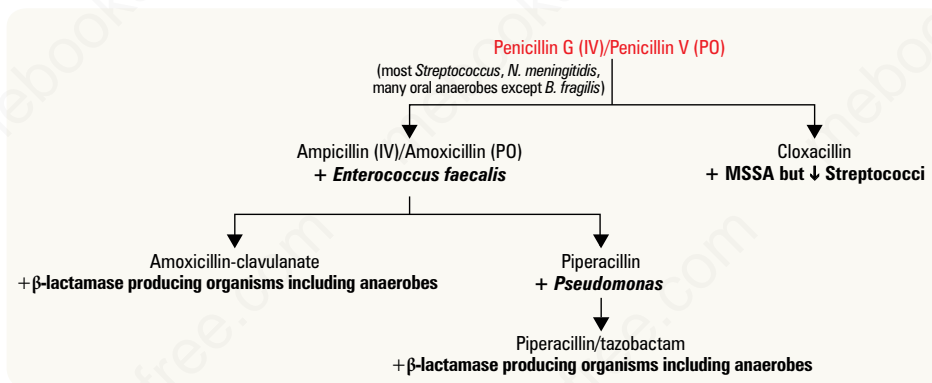 Penicillin G (IV)/Penicillin V (PO)
(most Streptococcus, N. meningitidis,
many oral anaerobes except B. fragilis)
Ampicillin (IV)/Amoxicillin (PO)
+ Enterococcus faecalis
Cloxacillin
+ MSSA but ↓ Streptococci
Amoxicillin-clavulanate
+β-lactamase producing organisms including anaerobes
Piperacillin
+ Pseudomonas
Piperacillin/tazobactam
+β-lactamase producing organisms including anaerobes